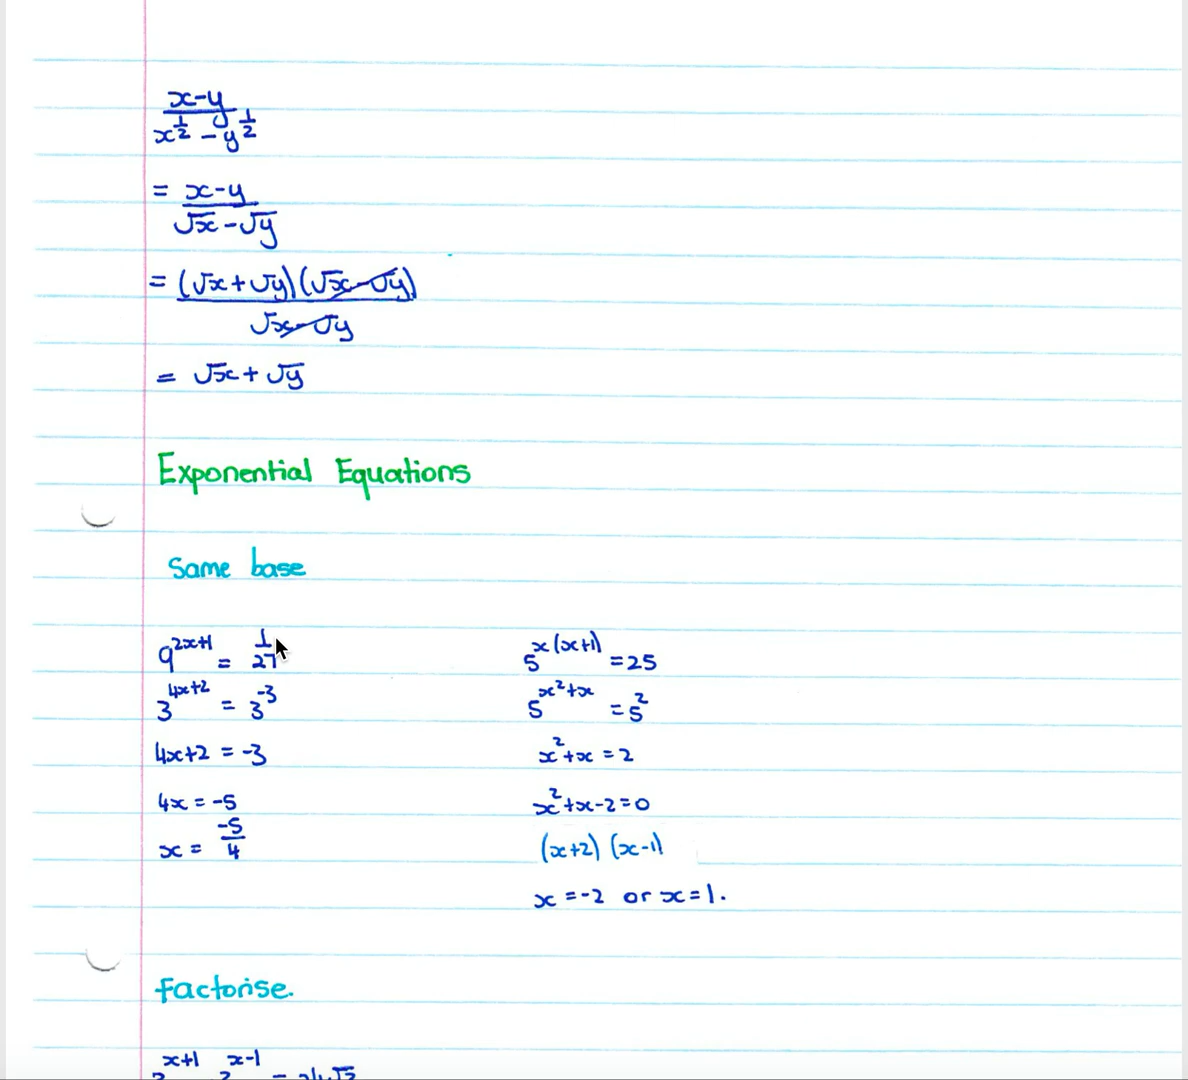 x-y
x^{1/2} - y^{1/2}
= x-y
√x - √y
= (√x + √y)(√x - √y)
√x - √y
= √x + √y
Exponential Equations
Same base
9^{2x+1} = 1/27
3^{4x+2} = 3^{-3}
4x+2 = -3
4x = -5
x = -5/4
5^{x(x+1)} = 25
5^{x²+x} = 5²
x²+x = 2
x²+x-2=0
(x+2) (x-1)
x = -2 or x = 1.
Factorise.